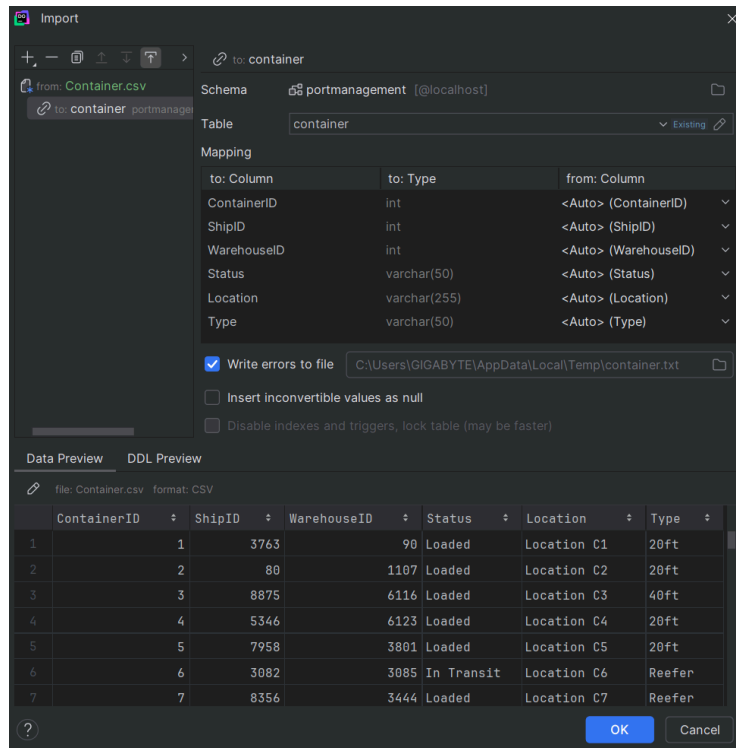 Import
from: Container.csv
to: container portmanager
to: container
Schema portmanagement [@localhost]
Table container Existing
Mapping
to: Column to: Type from: Column
ContainerID int <Auto> (ContainerID)
ShipID int <Auto> (ShipID)
WarehouseID int <Auto> (WarehouseID)
Status varchar(50) <Auto> (Status)
Location varchar(255) <Auto> (Location)
Type varchar(50) <Auto> (Type)
Write errors to file C:\Users\GIGABYTE\AppData\Local\Temp\container.txt
Insert inconvertible values as null
Disable indexes and triggers, lock table (may be faster)
Data Preview DDL Preview
file: Container.csv format: CSV
ContainerID ShipID WarehouseID Status Location Type
1 1 3763 90 Loaded Location C1 20ft
2 2 80 1107 Loaded Location C2 20ft
3 3 8875 6116 Loaded Location C3 40ft
4 4 5346 6123 Loaded Location C4 20ft
5 5 7958 3801 Loaded Location C5 20ft
6 6 3082 3085 In Transit Location C6 Reefer
7 7 8356 3444 Loaded Location C7 Reefer
? OK Cancel